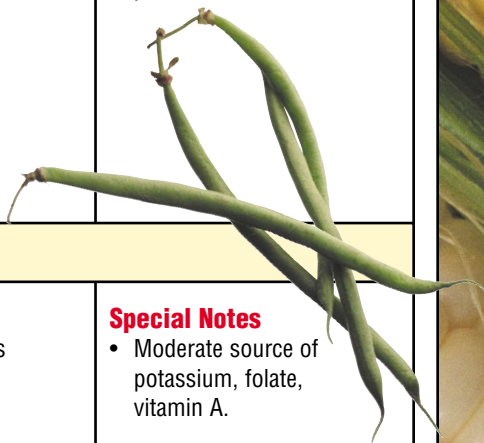 Special Notes
s
• Moderate source of
potassium, folate,
vitamin A.